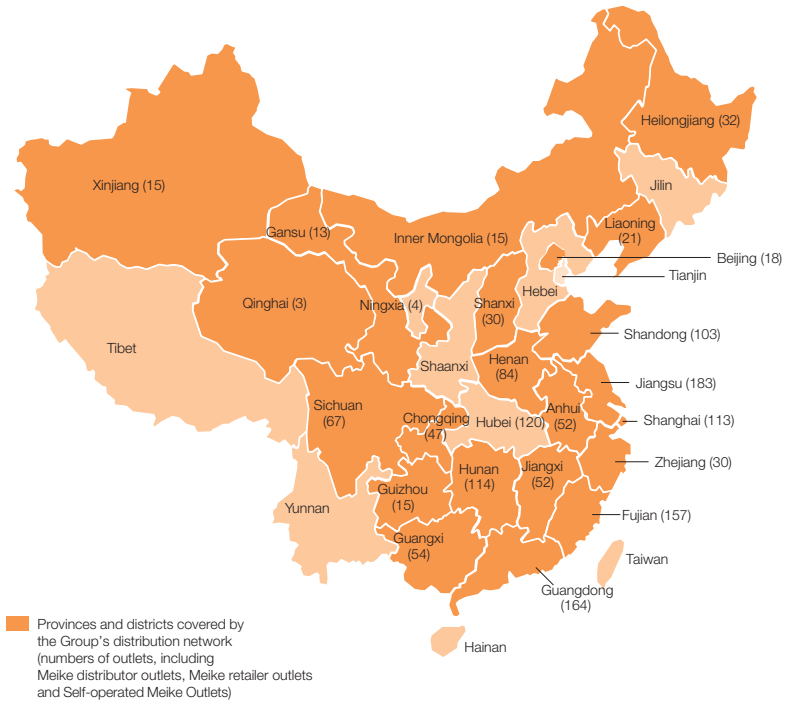 Heilongjiang (32)
Jilin
Xinjiang (15)
Liaoning
(21)
Gansu (13)
Inner Mongolia (15)
Beijing (18)
Tianjin
Hebei
Qinghai (3)
Ningxia (4)
Shanxi
(30)
Shandong (103)
Tibet
Shaanxi
Henan
(84)
Jiangsu (183)
Sichuan
(67)
Chongqing
(47)
Hubei (120)
Anhui
(52)
Shanghai (113)
Zhejiang (30)
Hunan
(114)
Jiangxi
(52)
Guizhou
(15)
Yunnan
Fujian (157)
Guangxi
(54)
Taiwan
Guangdong
(164)
Hainan
Provinces and districts covered by
the Group's distribution network
(numbers of outlets, including
Meike distributor outlets, Meike retailer outlets
and Self-operated Meike Outlets)